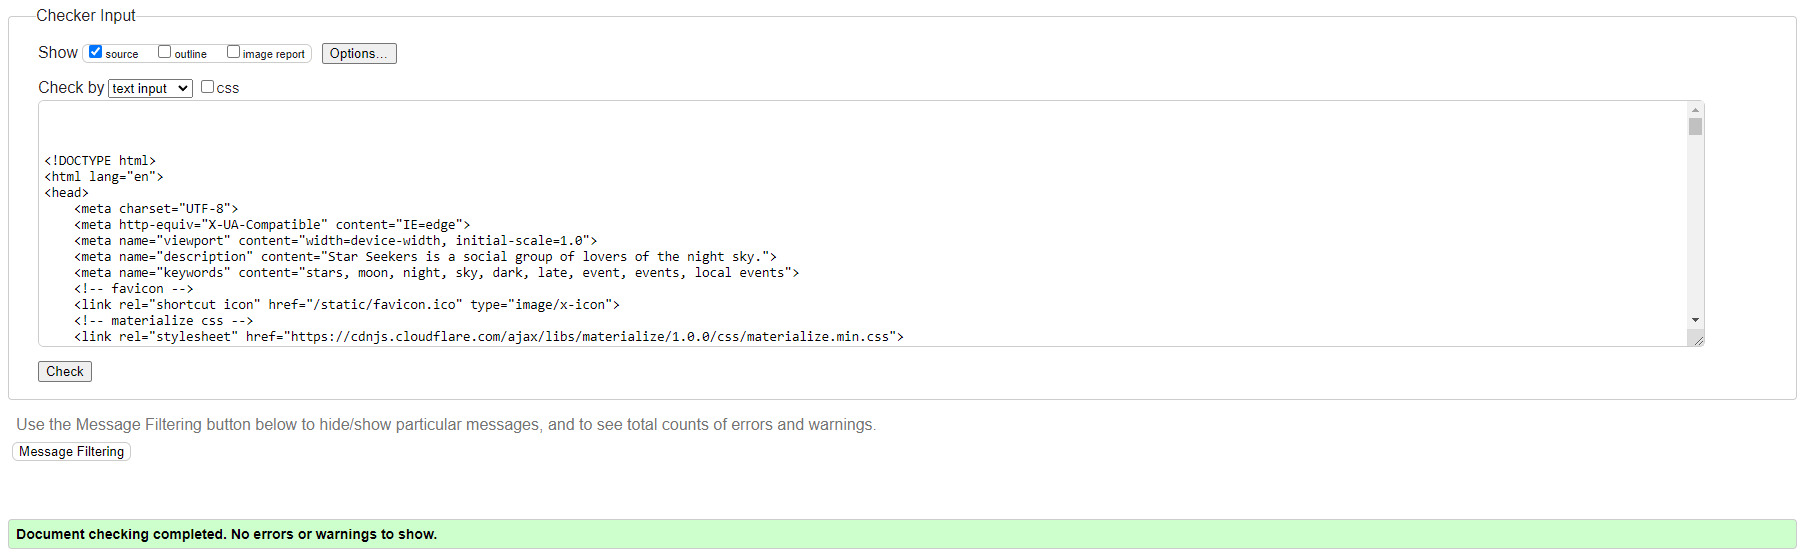 Checker Input
Show source outline image report Options...
Check by text input css
<!DOCTYPE html>
<html lang="en">
<head>
<meta charset="UTF-8">
<meta http-equiv="X-UA-Compatible" content="IE=edge">
<meta name="viewport" content="width=device-width, initial-scale=1.0">
<meta name="description" content="Star Seekers is a social group of lovers of the night sky.">
<meta name="keywords" content="stars, moon, night, sky, dark, late, event, events, local events">
<!-- favicon -->
<link rel="shortcut icon" href="/static/favicon.ico" type="image/x-icon">
<!-- materialize css -->
<link rel="stylesheet" href="https://cdnjs.cloudflare.com/ajax/libs/materialize/1.0.0/css/materialize.min.css">
Check
Use the Message Filtering button below to hide/show particular messages, and to see total counts of errors and warnings.
Message Filtering
Document checking completed. No errors or warnings to show.